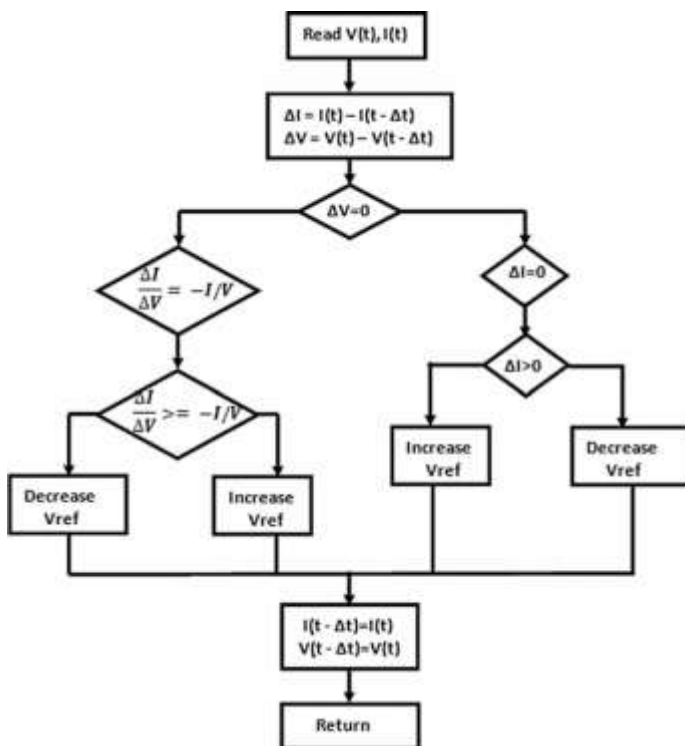 Read V(t), I(t)
ΔI = I(t) – I(t - Δt)
ΔV = V(t) – V(t - Δt)
ΔV=0
ΔI/ΔV = −I/V
ΔI=0
ΔI/ΔV >= −I/V
ΔI>0
Decrease
Vref
Increase
Vref
Increase
Vref
Decrease
Vref
I(t - Δt)=I(t)
V(t - Δt)=V(t)
Return